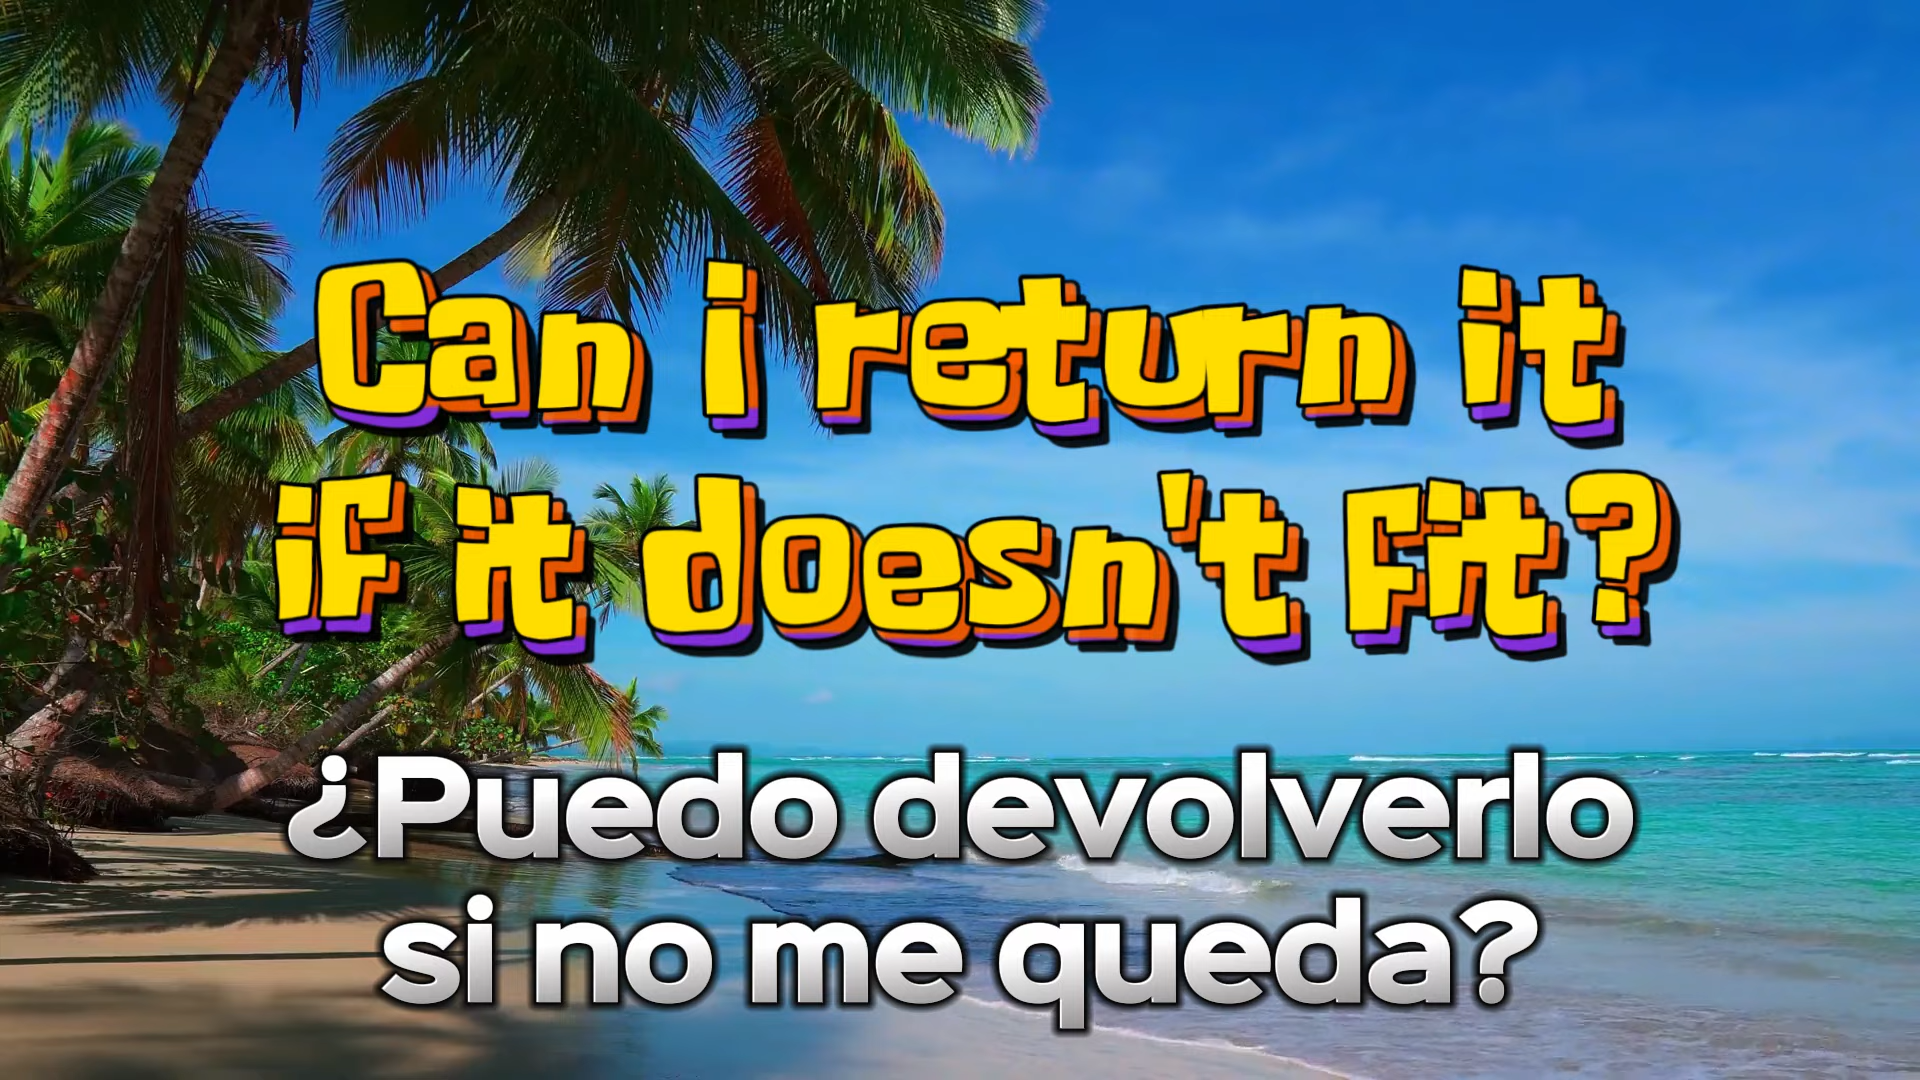 Can i return it
if it doesn't fit?
¿Puedo devolverlo
si no me queda?